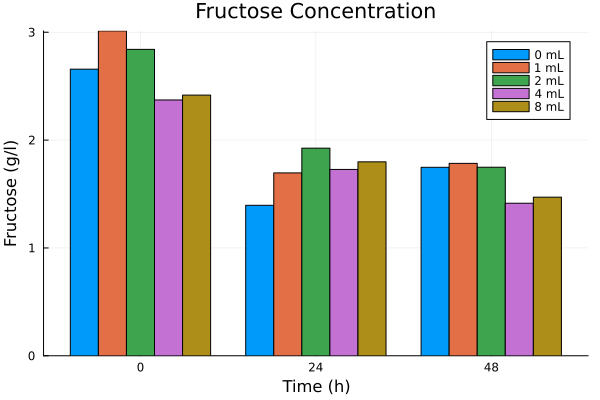 Fructose Concentration
Fructose (g/l)
3
2
1
0
0 mL
1 mL
2 mL
4 mL
8 mL
0
24
48
Time (h)